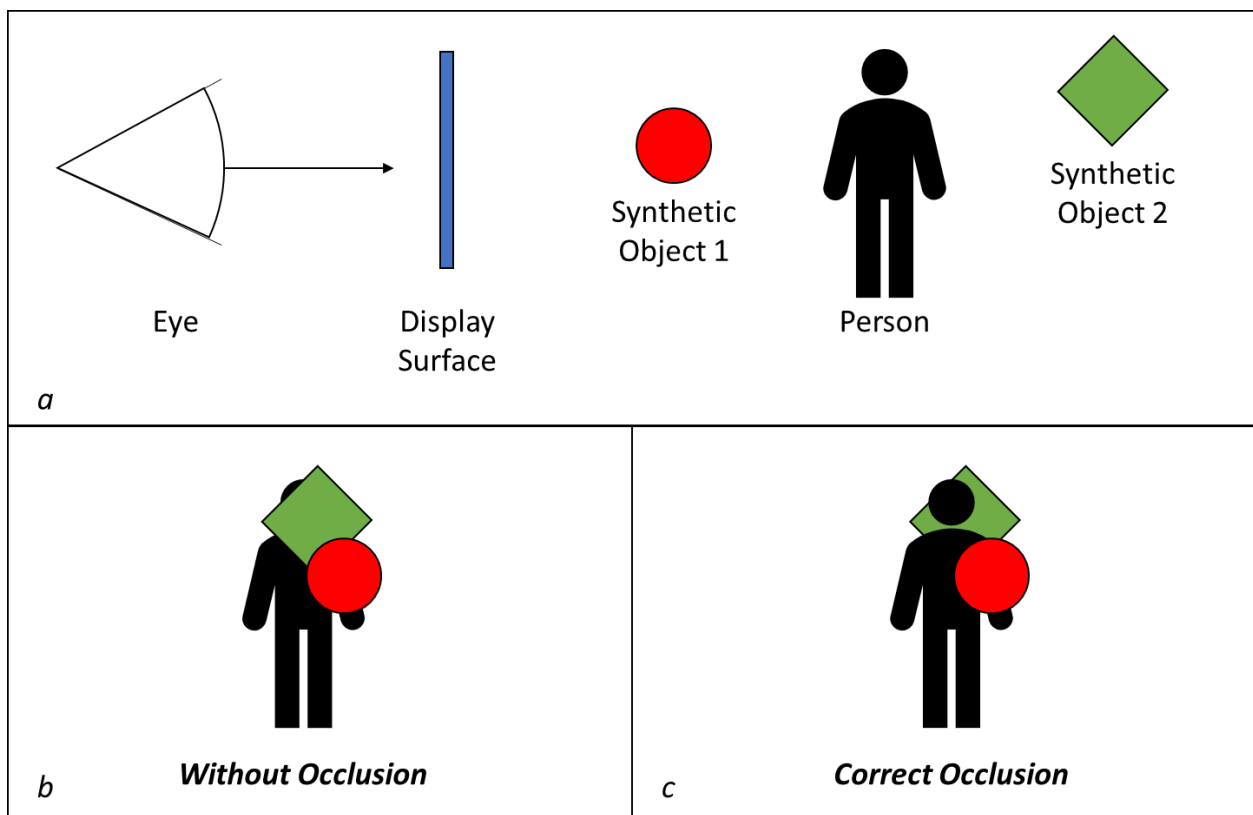 Synthetic
Object 1
Synthetic
Object 2
Eye
Display
Surface
Person
a
Without Occlusion
b
Correct Occlusion
c